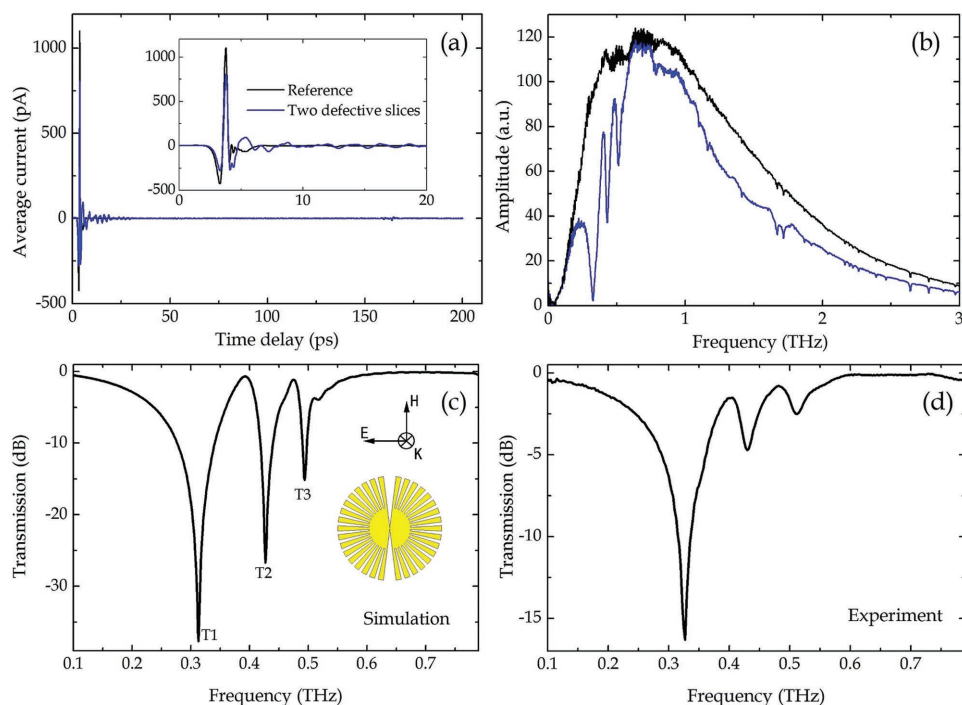 (a)
1000
500
0
-500
Average current (pA)
0
50
100
150
200
Time delay (ps)
1000
500
0
-500
0
10
20
Reference
Two defective slices
(b)
120
100
80
60
40
20
0
Amplitude (a.u.)
0
1
2
3
Frequency (THz)
(c)
0
-10
-20
-30
Transmission (dB)
H
E
K
T3
T2
T1
Simulation
0.1
0.2
0.3
0.4
0.5
0.6
0.7
Frequency (THz)
(d)
0
-5
-10
-15
Transmission (dB)
Experiment
0.1
0.2
0.3
0.4
0.5
0.6
0.7
Frequency (THz)